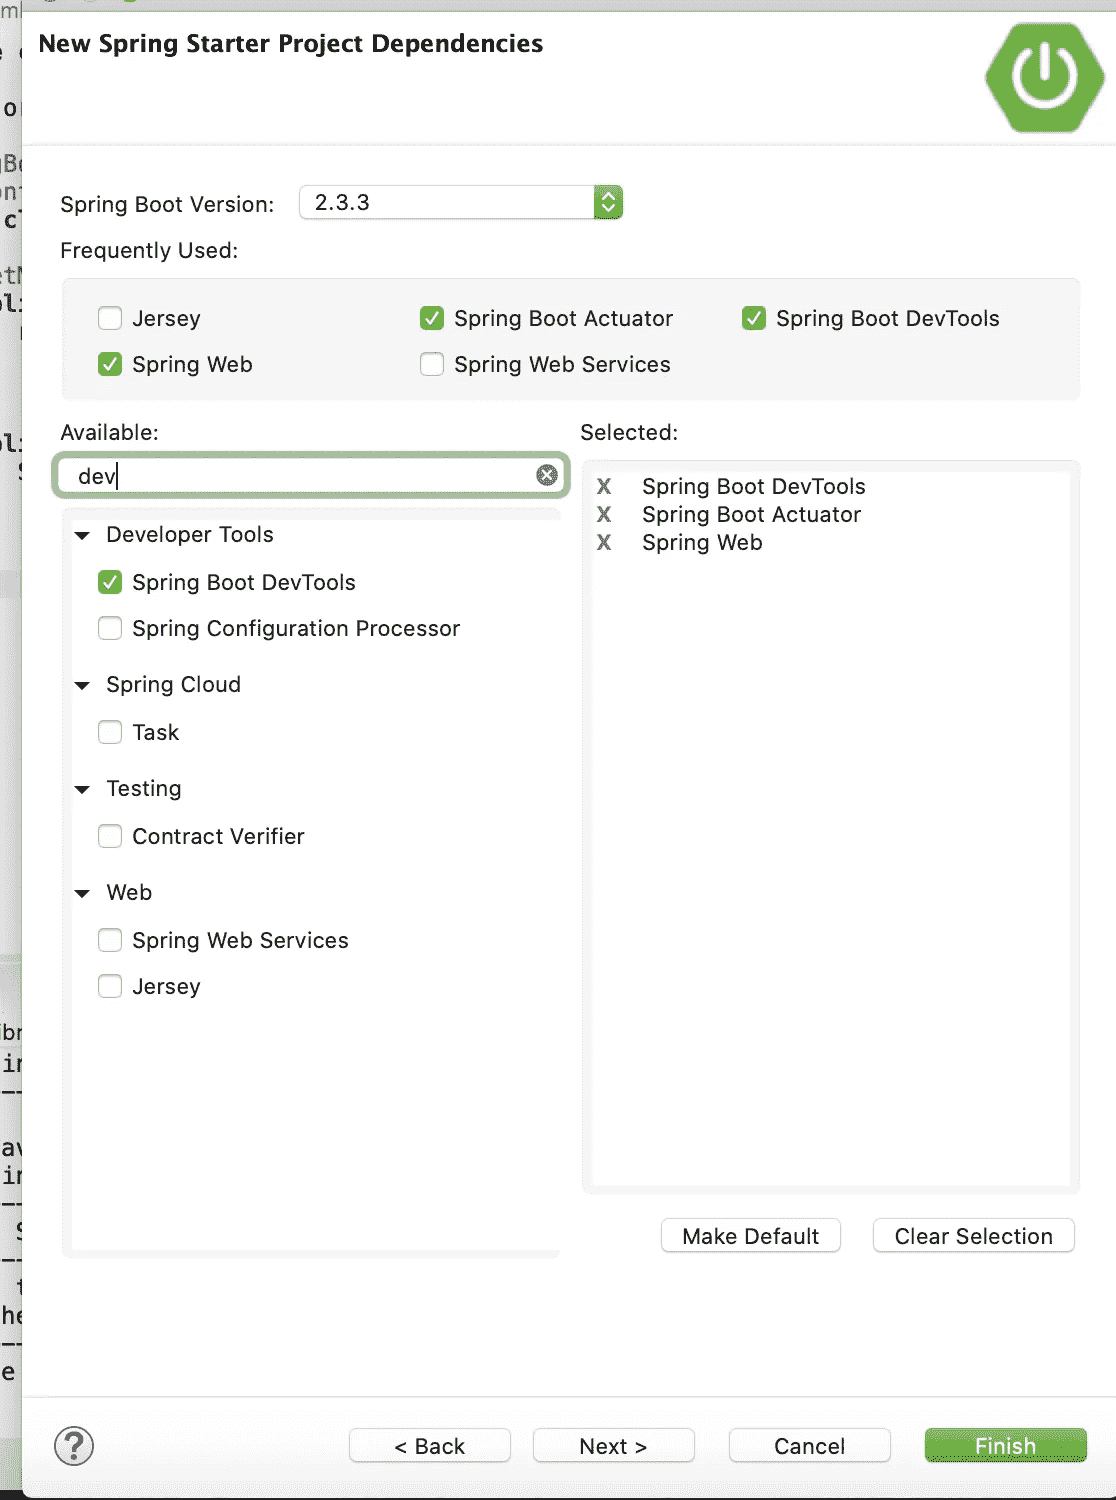 New Spring Starter Project Dependencies
Spring Boot Version: 2.3.3
Frequently Used:
Jersey Spring Boot Actuator Spring Boot DevTools
Spring Web Spring Web Services
Available: Selected:
dev
Developer Tools
Spring Boot DevTools
Spring Configuration Processor
Spring Cloud
Task
Testing
Contract Verifier
Web
Spring Web Services
Jersey
X Spring Boot DevTools
X Spring Boot Actuator
X Spring Web
Make Default Clear Selection
? < Back Next > Cancel Finish